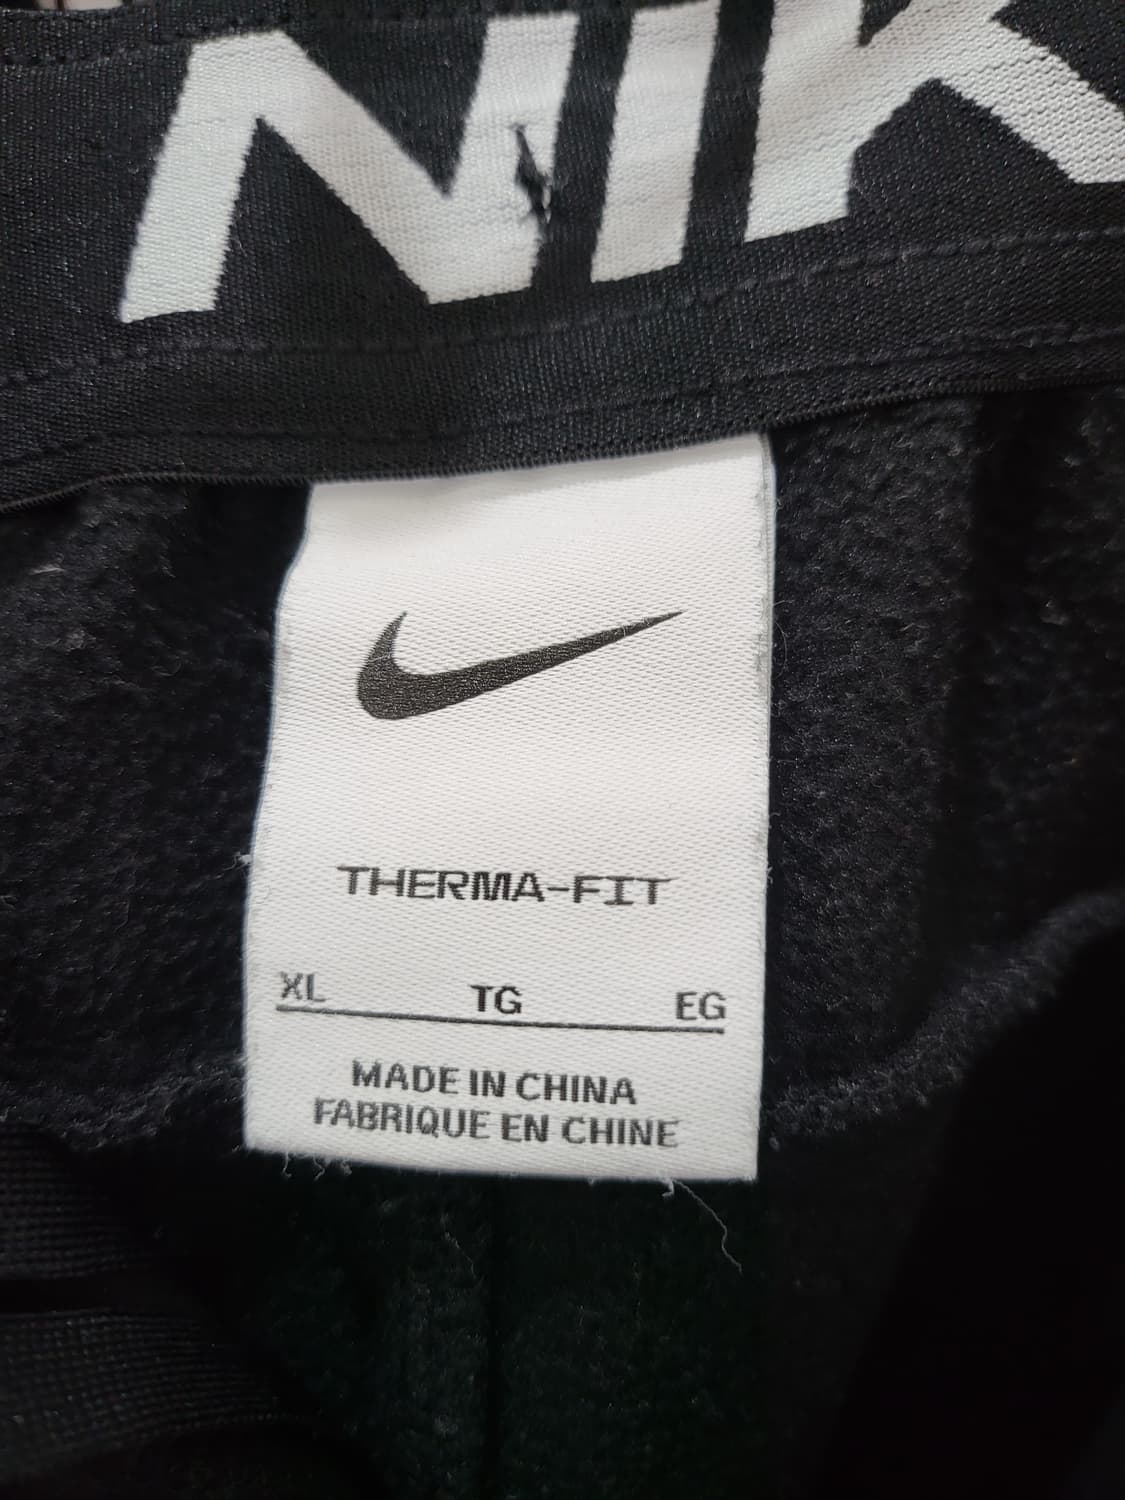 NIK
THERMA-FIT
XL TG EG
MADE IN CHINA
FABRIQUE EN CHINE